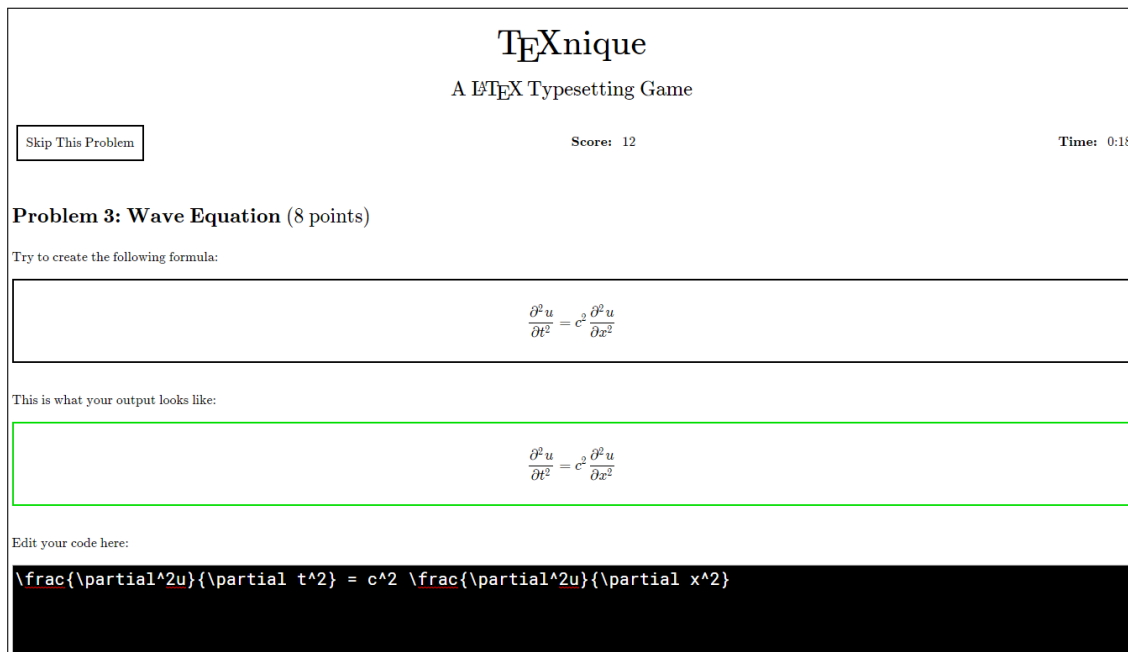 TEXnique
A LATEX Typesetting Game
Skip This Problem
Score: 12
Time: 0:18
Problem 3: Wave Equation (8 points)
Try to create the following formula:
∂²u/∂t² = c² ∂²u/∂x²
This is what your output looks like:
∂²u/∂t² = c² ∂²u/∂x²
Edit your code here:
\frac{\partial^2u}{\partial t^2} = c^2 \frac{\partial^2u}{\partial x^2}